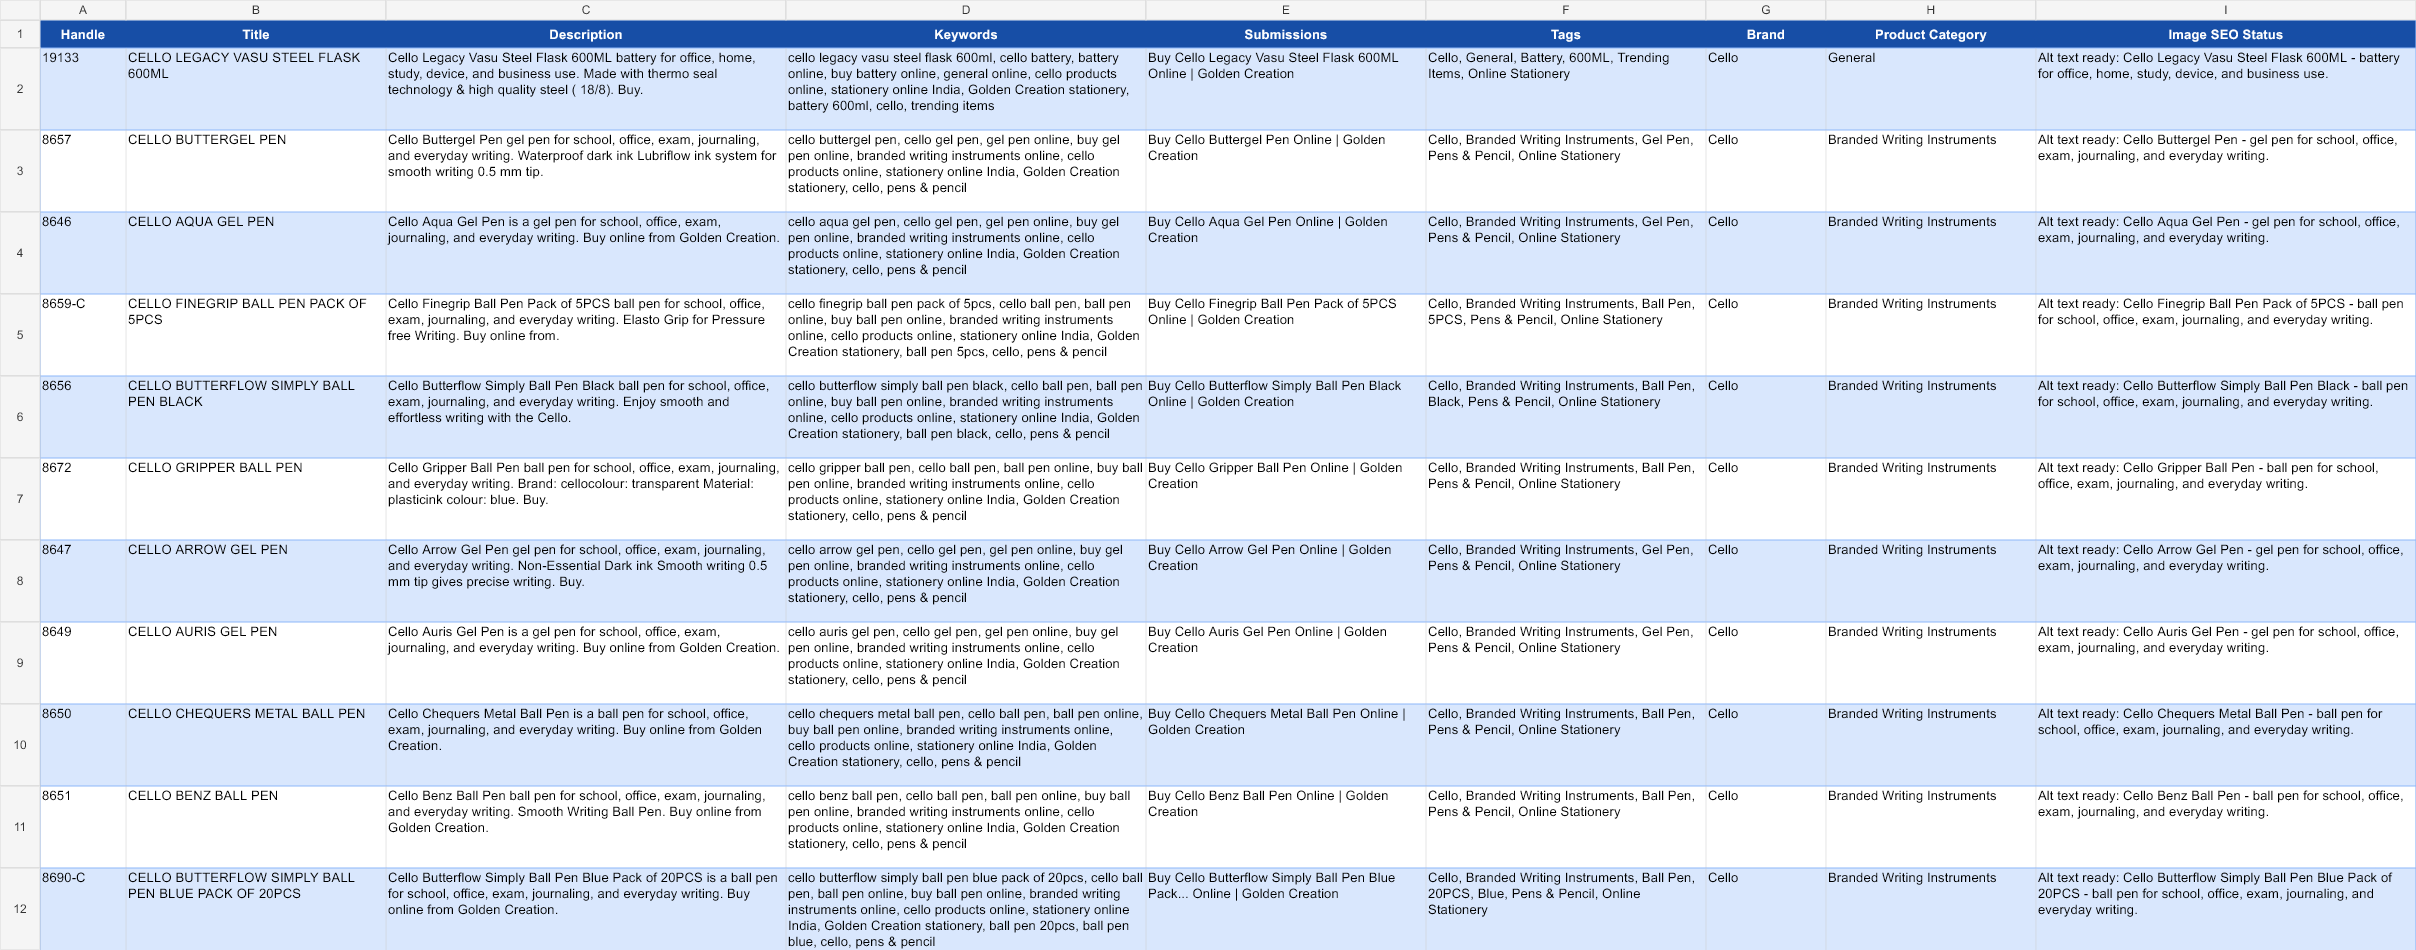 A B C D E F G H I
1 Handle Title Description Keywords Submissions Tags Brand Product Category Image SEO Status
2
19133
CELLO LEGACY VASU STEEL FLASK
600ML
Cello Legacy Vasu Steel Flask 600ML battery for office, home,
study, device, and business use. Made with thermo seal
technology & high quality steel ( 18/8). Buy.
cello legacy vasu steel flask 600ml, cello battery, battery
online, buy battery online, general online, cello products
online, stationery online India, Golden Creation stationery,
battery 600ml, cello, trending items
Buy Cello Legacy Vasu Steel Flask 600ML
Online | Golden Creation
Cello, General, Battery, 600ML, Trending
Items, Online Stationery
Cello
General
Alt text ready: Cello Legacy Vasu Steel Flask 600ML - battery
for office, home, study, device, and business use.
3
8657
CELLO BUTTERGEL PEN
Cello Buttergel Pen gel pen for school, office, exam, journaling,
and everyday writing. Waterproof dark ink Lubriflow ink system for
smooth writing 0.5 mm tip.
cello buttergel pen, cello gel pen, gel pen online, buy gel
pen online, branded writing instruments online, cello
products online, stationery online India, Golden Creation
stationery, cello, pens & pencil
Buy Cello Buttergel Pen Online | Golden
Creation
Cello, Branded Writing Instruments, Gel Pen,
Pens & Pencil, Online Stationery
Cello
Branded Writing Instruments
Alt text ready: Cello Buttergel Pen - gel pen for school, office,
exam, journaling, and everyday writing.
4
8646
CELLO AQUA GEL PEN
Cello Aqua Gel Pen is a gel pen for school, office, exam,
journaling, and everyday writing. Buy online from Golden Creation.
cello aqua gel pen, cello gel pen, gel pen online, buy gel
pen online, branded writing instruments online, cello
products online, stationery online India, Golden Creation
stationery, cello, pens & pencil
Buy Cello Aqua Gel Pen Online | Golden
Creation
Cello, Branded Writing Instruments, Gel Pen,
Pens & Pencil, Online Stationery
Cello
Branded Writing Instruments
Alt text ready: Cello Aqua Gel Pen - gel pen for school, office,
exam, journaling, and everyday writing.
5
8659-C
CELLO FINEGRIP BALL PEN PACK OF
5PCS
Cello Finegrip Ball Pen Pack of 5PCS ball pen for school, office,
exam, journaling, and everyday writing. Elasto Grip for Pressure
free Writing. Buy online from.
cello finegrip ball pen pack of 5pcs, cello ball pen, ball pen
online, buy ball pen online, branded writing instruments
online, cello products online, stationery online India, Golden
Creation stationery, ball pen 5pcs, cello, pens & pencil
Buy Cello Finegrip Ball Pen Pack of 5PCS
Online | Golden Creation
Cello, Branded Writing Instruments, Ball Pen,
5PCS, Pens & Pencil, Online Stationery
Cello
Branded Writing Instruments
Alt text ready: Cello Finegrip Ball Pen Pack of 5PCS - ball pen
for school, office, exam, journaling, and everyday writing.
6
8656
CELLO BUTTERFLOW SIMPLY BALL
PEN BLACK
Cello Butterflow Simply Ball Pen Black ball pen for school, office,
exam, journaling, and everyday writing. Enjoy smooth and
effortless writing with the Cello.
cello butterflow simply ball pen black, cello ball pen, ball pen
online, buy ball pen online, branded writing instruments
online, cello products online, stationery online India, Golden
Creation stationery, ball pen black, cello, pens & pencil
Buy Cello Butterflow Simply Ball Pen Black
Online | Golden Creation
Cello, Branded Writing Instruments, Ball Pen,
Black, Pens & Pencil, Online Stationery
Cello
Branded Writing Instruments
Alt text ready: Cello Butterflow Simply Ball Pen Black - ball pen
for school, office, exam, journaling, and everyday writing.
7
8672
CELLO GRIPPER BALL PEN
Cello Gripper Ball Pen ball pen for school, office, exam, journaling,
and everyday writing. Brand: cellocolour: transparent Material:
plasticink colour: blue. Buy.
cello gripper ball pen, cello ball pen, ball pen online, buy ball
pen online, branded writing instruments online, cello
products online, stationery online India, Golden Creation
stationery, cello, pens & pencil
Buy Cello Gripper Ball Pen Online | Golden
Creation
Cello, Branded Writing Instruments, Ball Pen,
Pens & Pencil, Online Stationery
Cello
Branded Writing Instruments
Alt text ready: Cello Gripper Ball Pen - ball pen for school,
office, exam, journaling, and everyday writing.
8
8647
CELLO ARROW GEL PEN
Cello Arrow Gel Pen gel pen for school, office, exam, journaling,
and everyday writing. Non-Essential Dark ink Smooth writing 0.5
mm tip gives precise writing. Buy.
cello arrow gel pen, cello gel pen, gel pen online, buy gel
pen online, branded writing instruments online, cello
products online, stationery online India, Golden Creation
stationery, cello, pens & pencil
Buy Cello Arrow Gel Pen Online | Golden
Creation
Cello, Branded Writing Instruments, Gel Pen,
Pens & Pencil, Online Stationery
Cello
Branded Writing Instruments
Alt text ready: Cello Arrow Gel Pen - gel pen for school, office,
exam, journaling, and everyday writing.
9
8649
CELLO AURIS GEL PEN
Cello Auris Gel Pen is a gel pen for school, office, exam,
journaling, and everyday writing. Buy online from Golden Creation.
cello auris gel pen, cello gel pen, gel pen online, buy gel
pen online, branded writing instruments online, cello
products online, stationery online India, Golden Creation
stationery, cello, pens & pencil
Buy Cello Auris Gel Pen Online | Golden
Creation
Cello, Branded Writing Instruments, Gel Pen,
Pens & Pencil, Online Stationery
Cello
Branded Writing Instruments
Alt text ready: Cello Auris Gel Pen - gel pen for school, office,
exam, journaling, and everyday writing.
10
8650
CELLO CHEQUERS METAL BALL PEN
Cello Chequers Metal Ball Pen is a ball pen for school, office,
exam, journaling, and everyday writing. Buy online from Golden
Creation.
cello chequers metal ball pen, cello ball pen, ball pen online,
buy ball pen online, branded writing instruments online,
cello products online, stationery online India, Golden
Creation stationery, cello, pens & pencil
Buy Cello Chequers Metal Ball Pen Online |
Golden Creation
Cello, Branded Writing Instruments, Ball Pen,
Pens & Pencil, Online Stationery
Cello
Branded Writing Instruments
Alt text ready: Cello Chequers Metal Ball Pen - ball pen for
school, office, exam, journaling, and everyday writing.
11
8651
CELLO BENZ BALL PEN
Cello Benz Ball Pen ball pen for school, office, exam, journaling,
and everyday writing. Smooth Writing Ball Pen. Buy online from
Golden Creation.
cello benz ball pen, cello ball pen, ball pen online, buy ball
pen online, branded writing instruments online, cello
products online, stationery online India, Golden Creation
stationery, cello, pens & pencil
Buy Cello Benz Ball Pen Online | Golden
Creation
Cello, Branded Writing Instruments, Ball Pen,
Pens & Pencil, Online Stationery
Cello
Branded Writing Instruments
Alt text ready: Cello Benz Ball Pen - ball pen for school, office,
exam, journaling, and everyday writing.
12
8690-C
CELLO BUTTERFLOW SIMPLY BALL
PEN BLUE PACK OF 20PCS
Cello Butterflow Simply Ball Pen Blue Pack of 20PCS is a ball pen
for school, office, exam, journaling, and everyday writing. Buy
online from Golden Creation.
cello butterflow simply ball pen blue pack of 20pcs, cello ball
pen, ball pen online, buy ball pen online, branded writing
instruments online, cello products online, stationery online
India, Golden Creation stationery, ball pen 20pcs, ball pen
blue, cello, pens & pencil
Buy Cello Butterflow Simply Ball Pen Blue
Pack... Online | Golden Creation
Cello, Branded Writing Instruments, Ball Pen,
20PCS, Blue, Pens & Pencil, Online
Stationery
Cello
Branded Writing Instruments
Alt text ready: Cello Butterflow Simply Ball Pen Blue Pack of
20PCS - ball pen for school, office, exam, journaling, and
everyday writing.